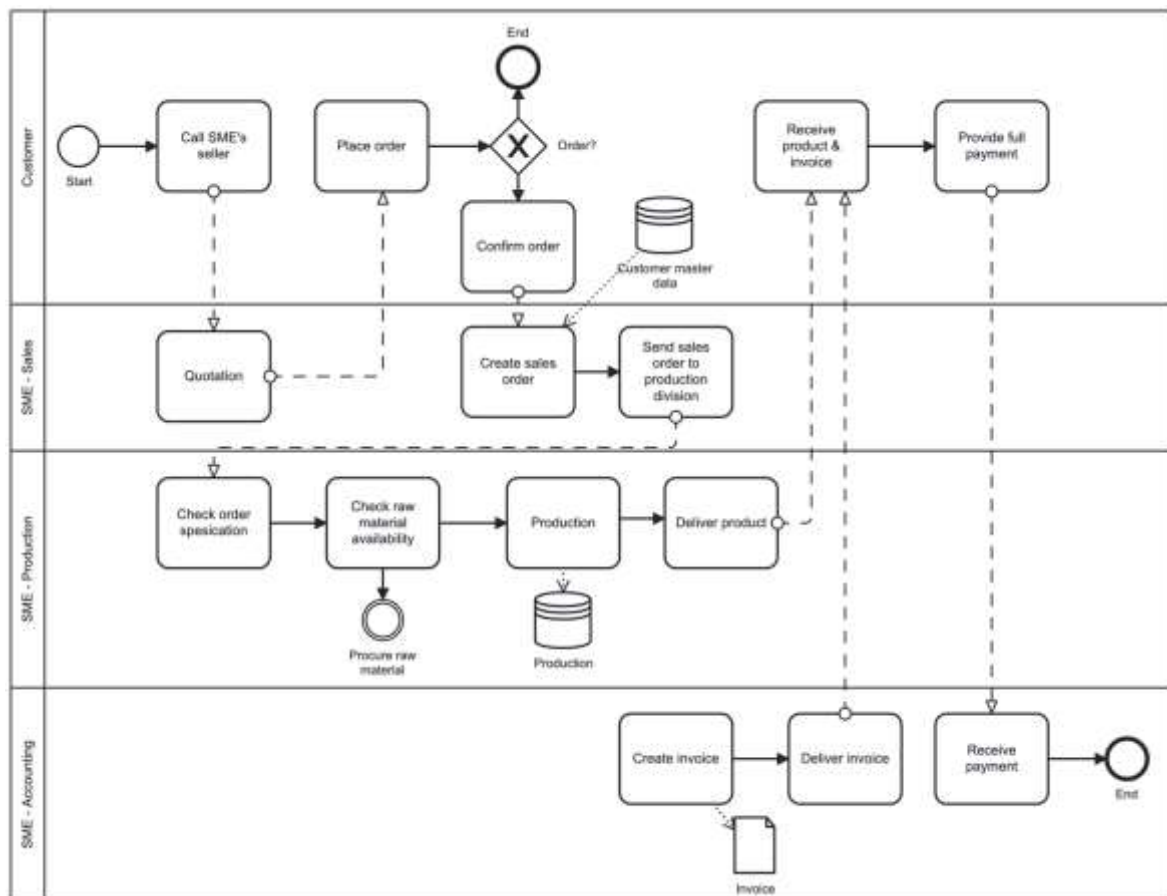 Customer
Start
Call SME's
seller
Place order
End
Order?
Confirm order
Customer master
data
Receive
product &
invoice
Provide full
payment
SME - Sales
Quotation
Create sales
order
Send sales
order to
production
division
SME - Production
Check order
spesication
Check raw
material
availability
Procure raw
material
Production
Production
Deliver product
SME - Accounting
Create invoice
Invoice
Deliver invoice
Receive
payment
End